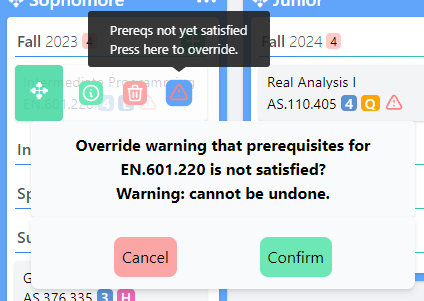 Sophomore
Junior
Prereqs not yet satisfied
Press here to override.
Fall 2023 4
Fall 2024 4
Intermediate Programming
EN.601.220 4
Real Analysis I
AS.110.405 4 Q
Override warning that prerequisites for
EN.601.220 is not satisfied?
Warning: cannot be undone.
In
Sp
Su
Cancel
Confirm
G
AS.376.335 3 H